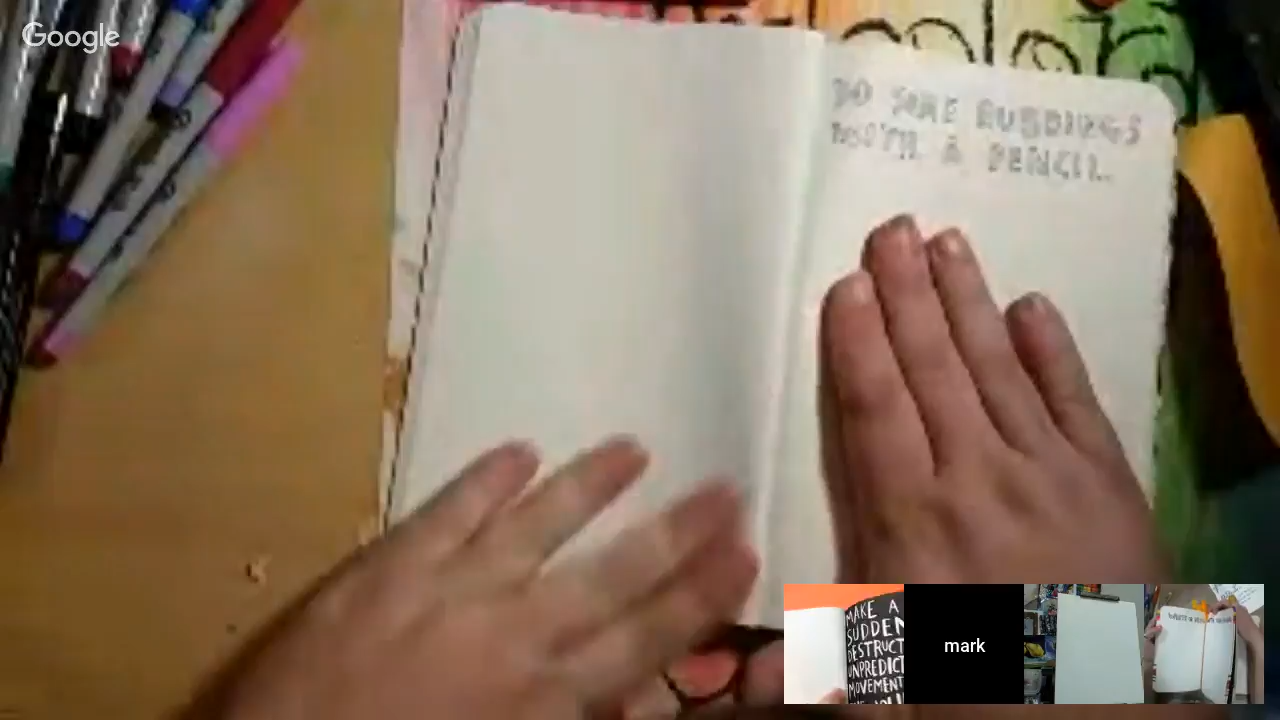 Google
DO SOME RUBBINGS
WITH A PENCIL.
MAKE A
SUDDEN
DESTRUCT
UNPREDICT
MOVEMENT
mark